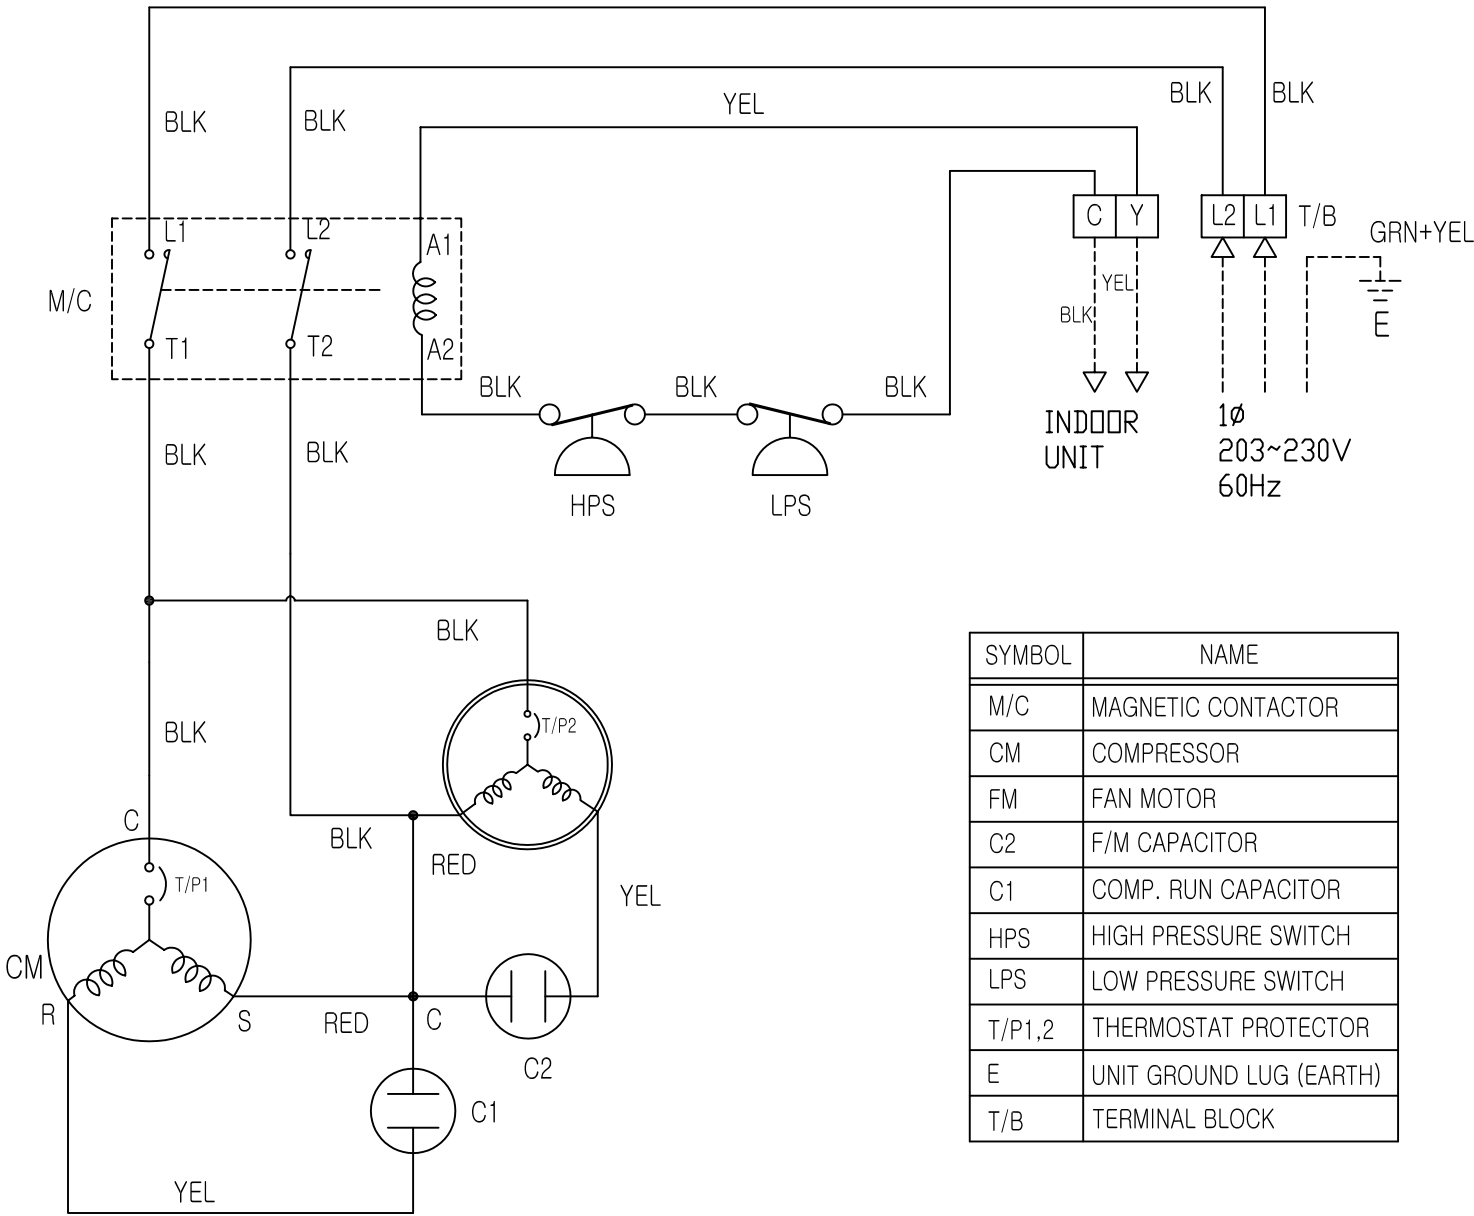 BLK
BLK
YEL
BLK
BLK
L1
L2
A1
C
Y
L2
L1
T/B
GRN+YEL
M/C
YEL
BLK
E
T1
T2
A2
BLK
BLK
BLK
INDOOR
UNIT
1ø
203~230V
60Hz
BLK
BLK
HPS
LPS
BLK
T/P2
BLK
C
BLK
RED
T/P1
YEL
CM
R
S
RED
C
C2
C1
YEL
SYMBOL NAME
M/C MAGNETIC CONTACTOR
CM COMPRESSOR
FM FAN MOTOR
C2 F/M CAPACITOR
C1 COMP. RUN CAPACITOR
HPS HIGH PRESSURE SWITCH
LPS LOW PRESSURE SWITCH
T/P1,2 THERMOSTAT PROTECTOR
E UNIT GROUND LUG (EARTH)
T/B TERMINAL BLOCK